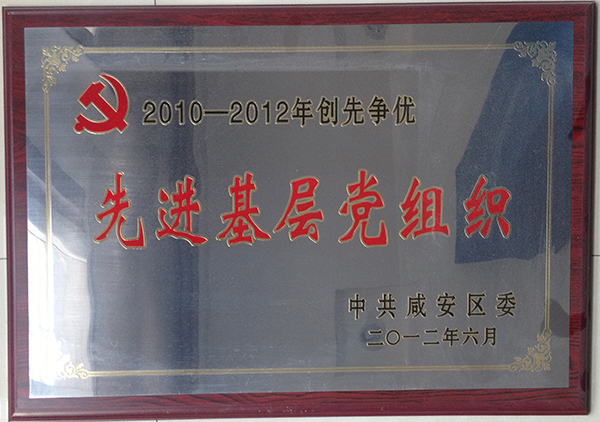 2010—2012年创先争优
先进基层党组织
中共咸安区委
二〇一二年六月